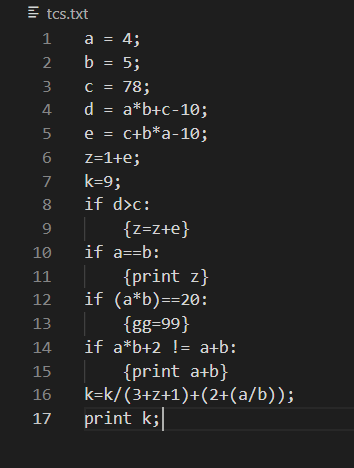 tcs.txt
1 a = 4;
2 b = 5;
3 c = 78;
4 d = a*b+c-10;
5 e = c+b*a-10;
6 z=1+e;
7 k=9;
8 if d>c:
9     {z=z+e}
10 if a==b:
11     {print z}
12 if (a*b)==20:
13     {gg=99}
14 if a*b+2 != a+b:
15     {print a+b}
16 k=k/(3+z+1)+(2+(a/b));
17 print k;